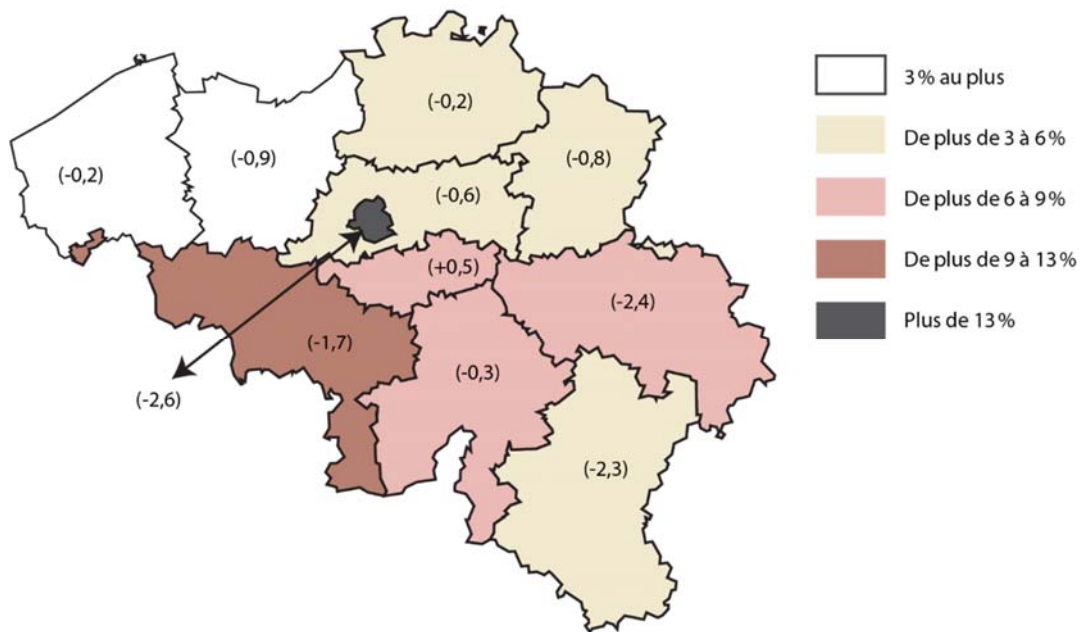 (-0,2)
(-0,9)
(-0,2)
(-0,8)
(-0,6)
(+0,5)
(-2,4)
(-1,7)
(-0,3)
(-2,6)
(-2,3)
3 % au plus
De plus de 3 à 6 %
De plus de 6 à 9 %
De plus de 9 à 13 %
Plus de 13 %